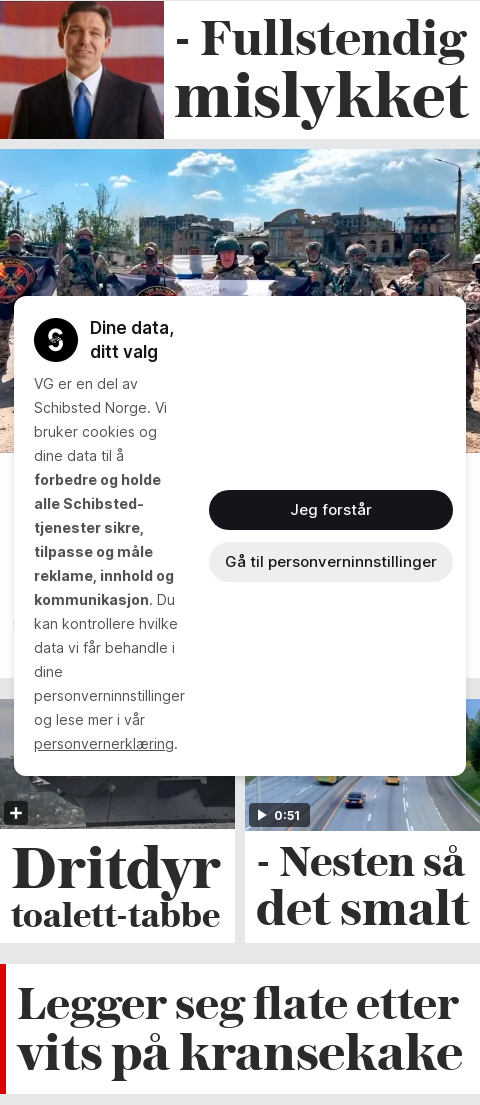 - Fullstendig
mislykket
Dine data,
ditt valg
VG er en del av
Schibsted Norge. Vi
bruker cookies og
dine data til å
forbedre og holde
alle Schibsted-
tjenester sikre,
tilpasse og måle
reklame, innhold og
kommunikasjon. Du
kan kontrollere hvilke
data vi får behandle i
dine
personverninnstillinger
og lese mer i vår
personvernerklæring.
Jeg forstår
Gå til personverninnstillinger
0:51
Dritdyr
toalett-tabbe
- Nesten så
det smalt
Legger seg flate etter
vits på kransekake